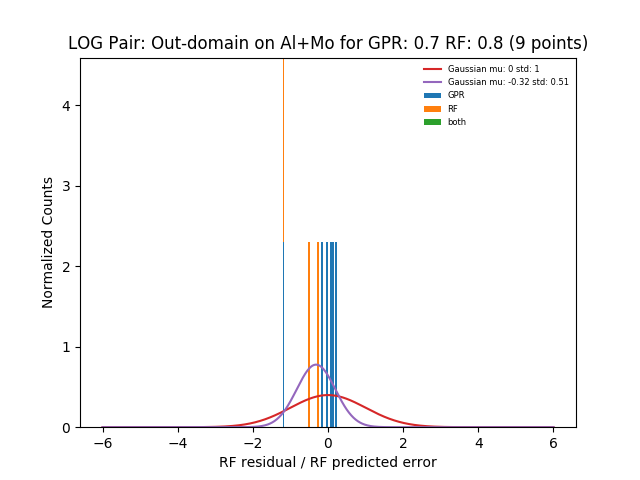 LOG Pair: Out-domain on Al+Mo for GPR: 0.7 RF: 0.8 (9 points)
Gaussian mu: 0 std: 1
Gaussian mu: -0.32 std: 0.51
GPR
RF
both
Normalized Counts
4
3
2
1
0
−6 −4 −2 0 2 4 6
RF residual / RF predicted error